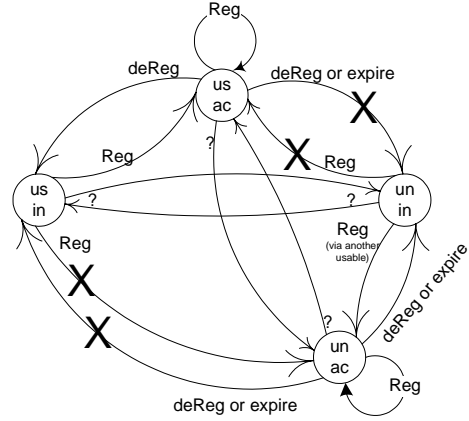 Reg
deReg
deReg or expire
us
ac
X
?
X
Reg
Reg
us
in
?
?
un
in
Reg
(via another
usable)
Reg
X
X
?
deReg or expire
un
ac
Reg
deReg or expire